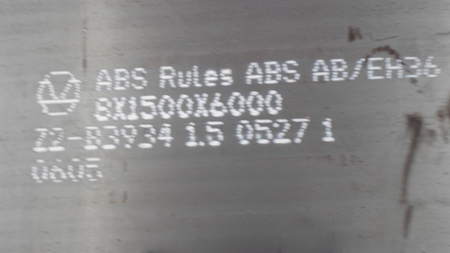 ABS Rules ABS AB/EH36
8X1500X6000
Z2-B3934 1.5 0527 1
0605